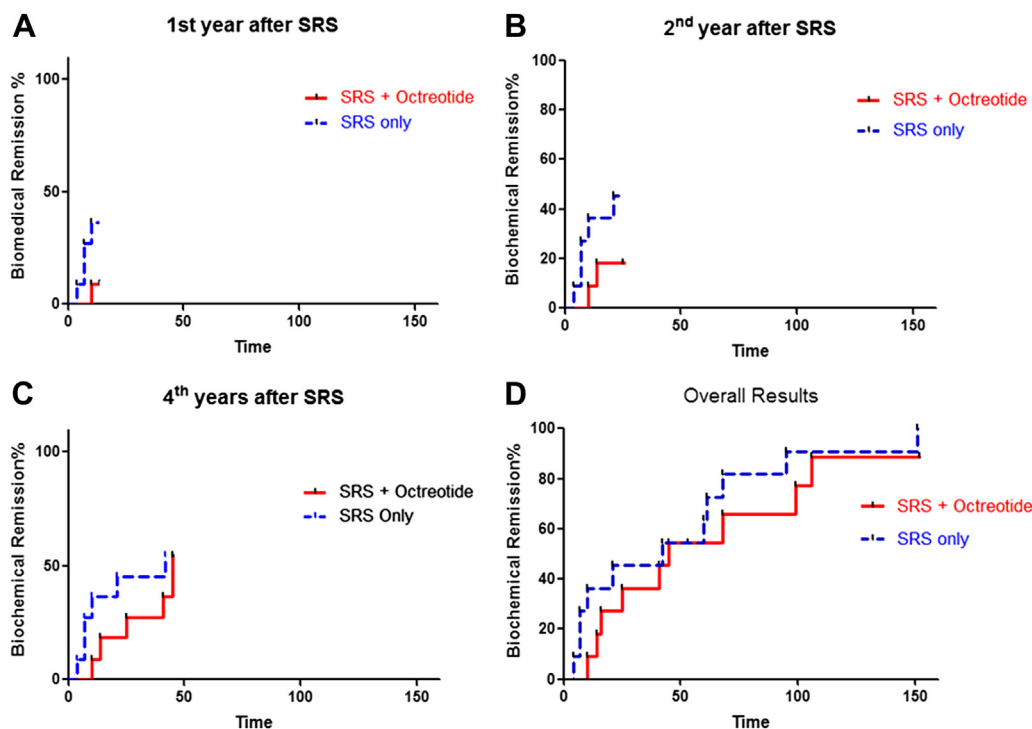 A
1st year after SRS
Biomedical Remission %
100
50
0
0 50 100 150
Time
SRS + Octreotide
SRS only
B
2nd year after SRS
Biochemical Remission%
100
80
60
40
20
0
0 50 100 150
Time
SRS + Octreotide
SRS only
C
4th years after SRS
Biochemical Remission%
100
50
0
0 50 100 150
Time
SRS + Octreotide
SRS Only
D
Overall Results
Biochemical Remission%
100
80
60
40
20
0
0 50 100 150
Time
SRS + Octreotide
SRS only